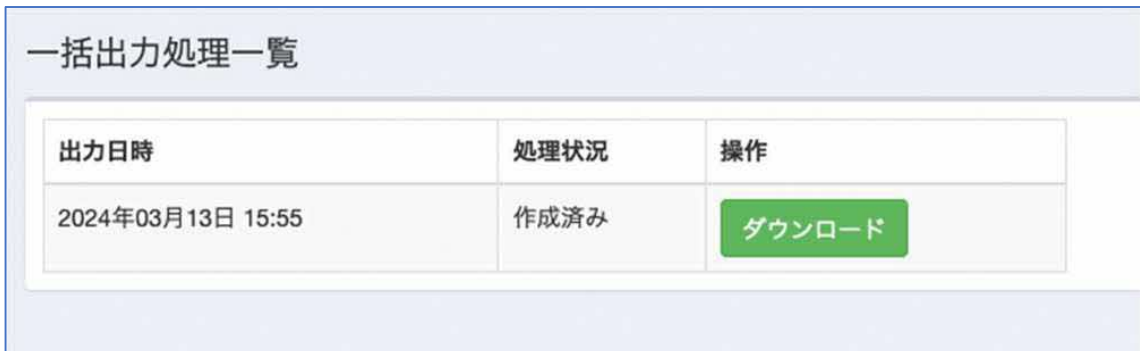 一括出力処理一覧
出力日時 処理状況 操作
2024年03月13日 15:55 作成済み ダウンロード